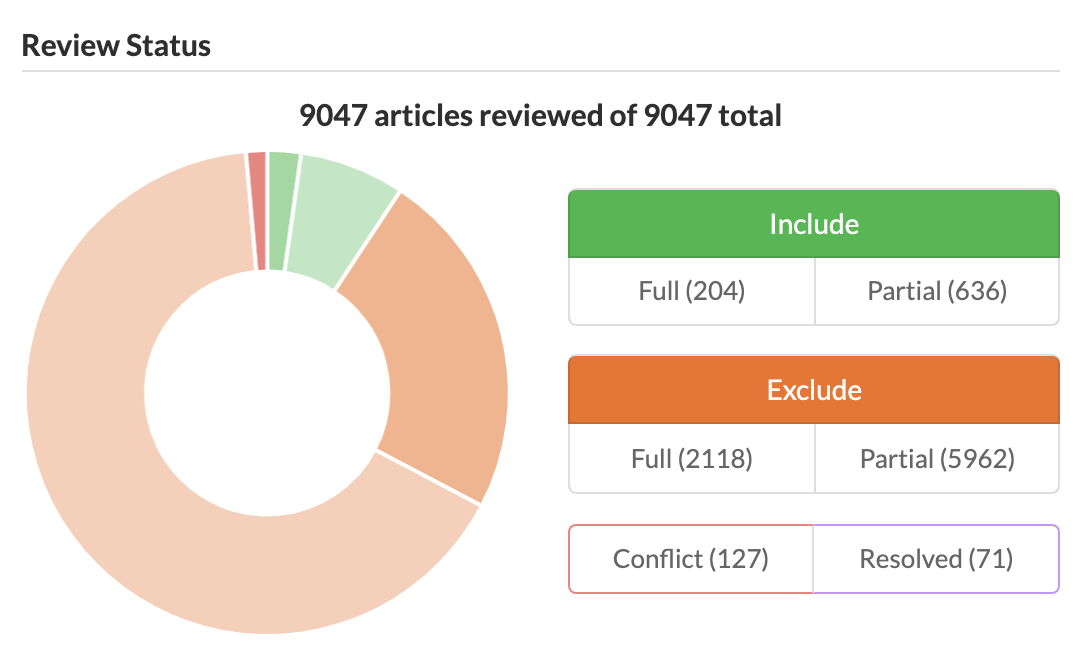 Review Status
9047 articles reviewed of 9047 total
Include
Full (204) Partial (636)
Exclude
Full (2118) Partial (5962)
Conflict (127) Resolved (71)